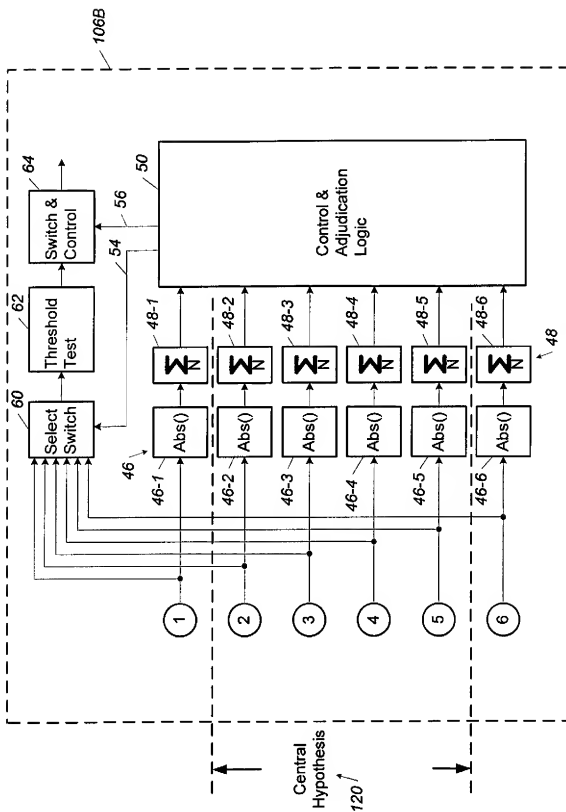 106B
60
Select
Switch
62
Threshold
Test
64
Switch &
Control
54
56
50
Control &
Adjudication
Logic
46
46-1
Abs()
48-1
Σ
N
46-2
Abs()
48-2
Σ
N
46-3
Abs()
48-3
Σ
N
46-4
Abs()
48-4
Σ
N
46-5
Abs()
48-5
Σ
N
46-6
Abs()
48-6
Σ
N
48
1
2
3
4
5
6
Central
Hypothesis
120